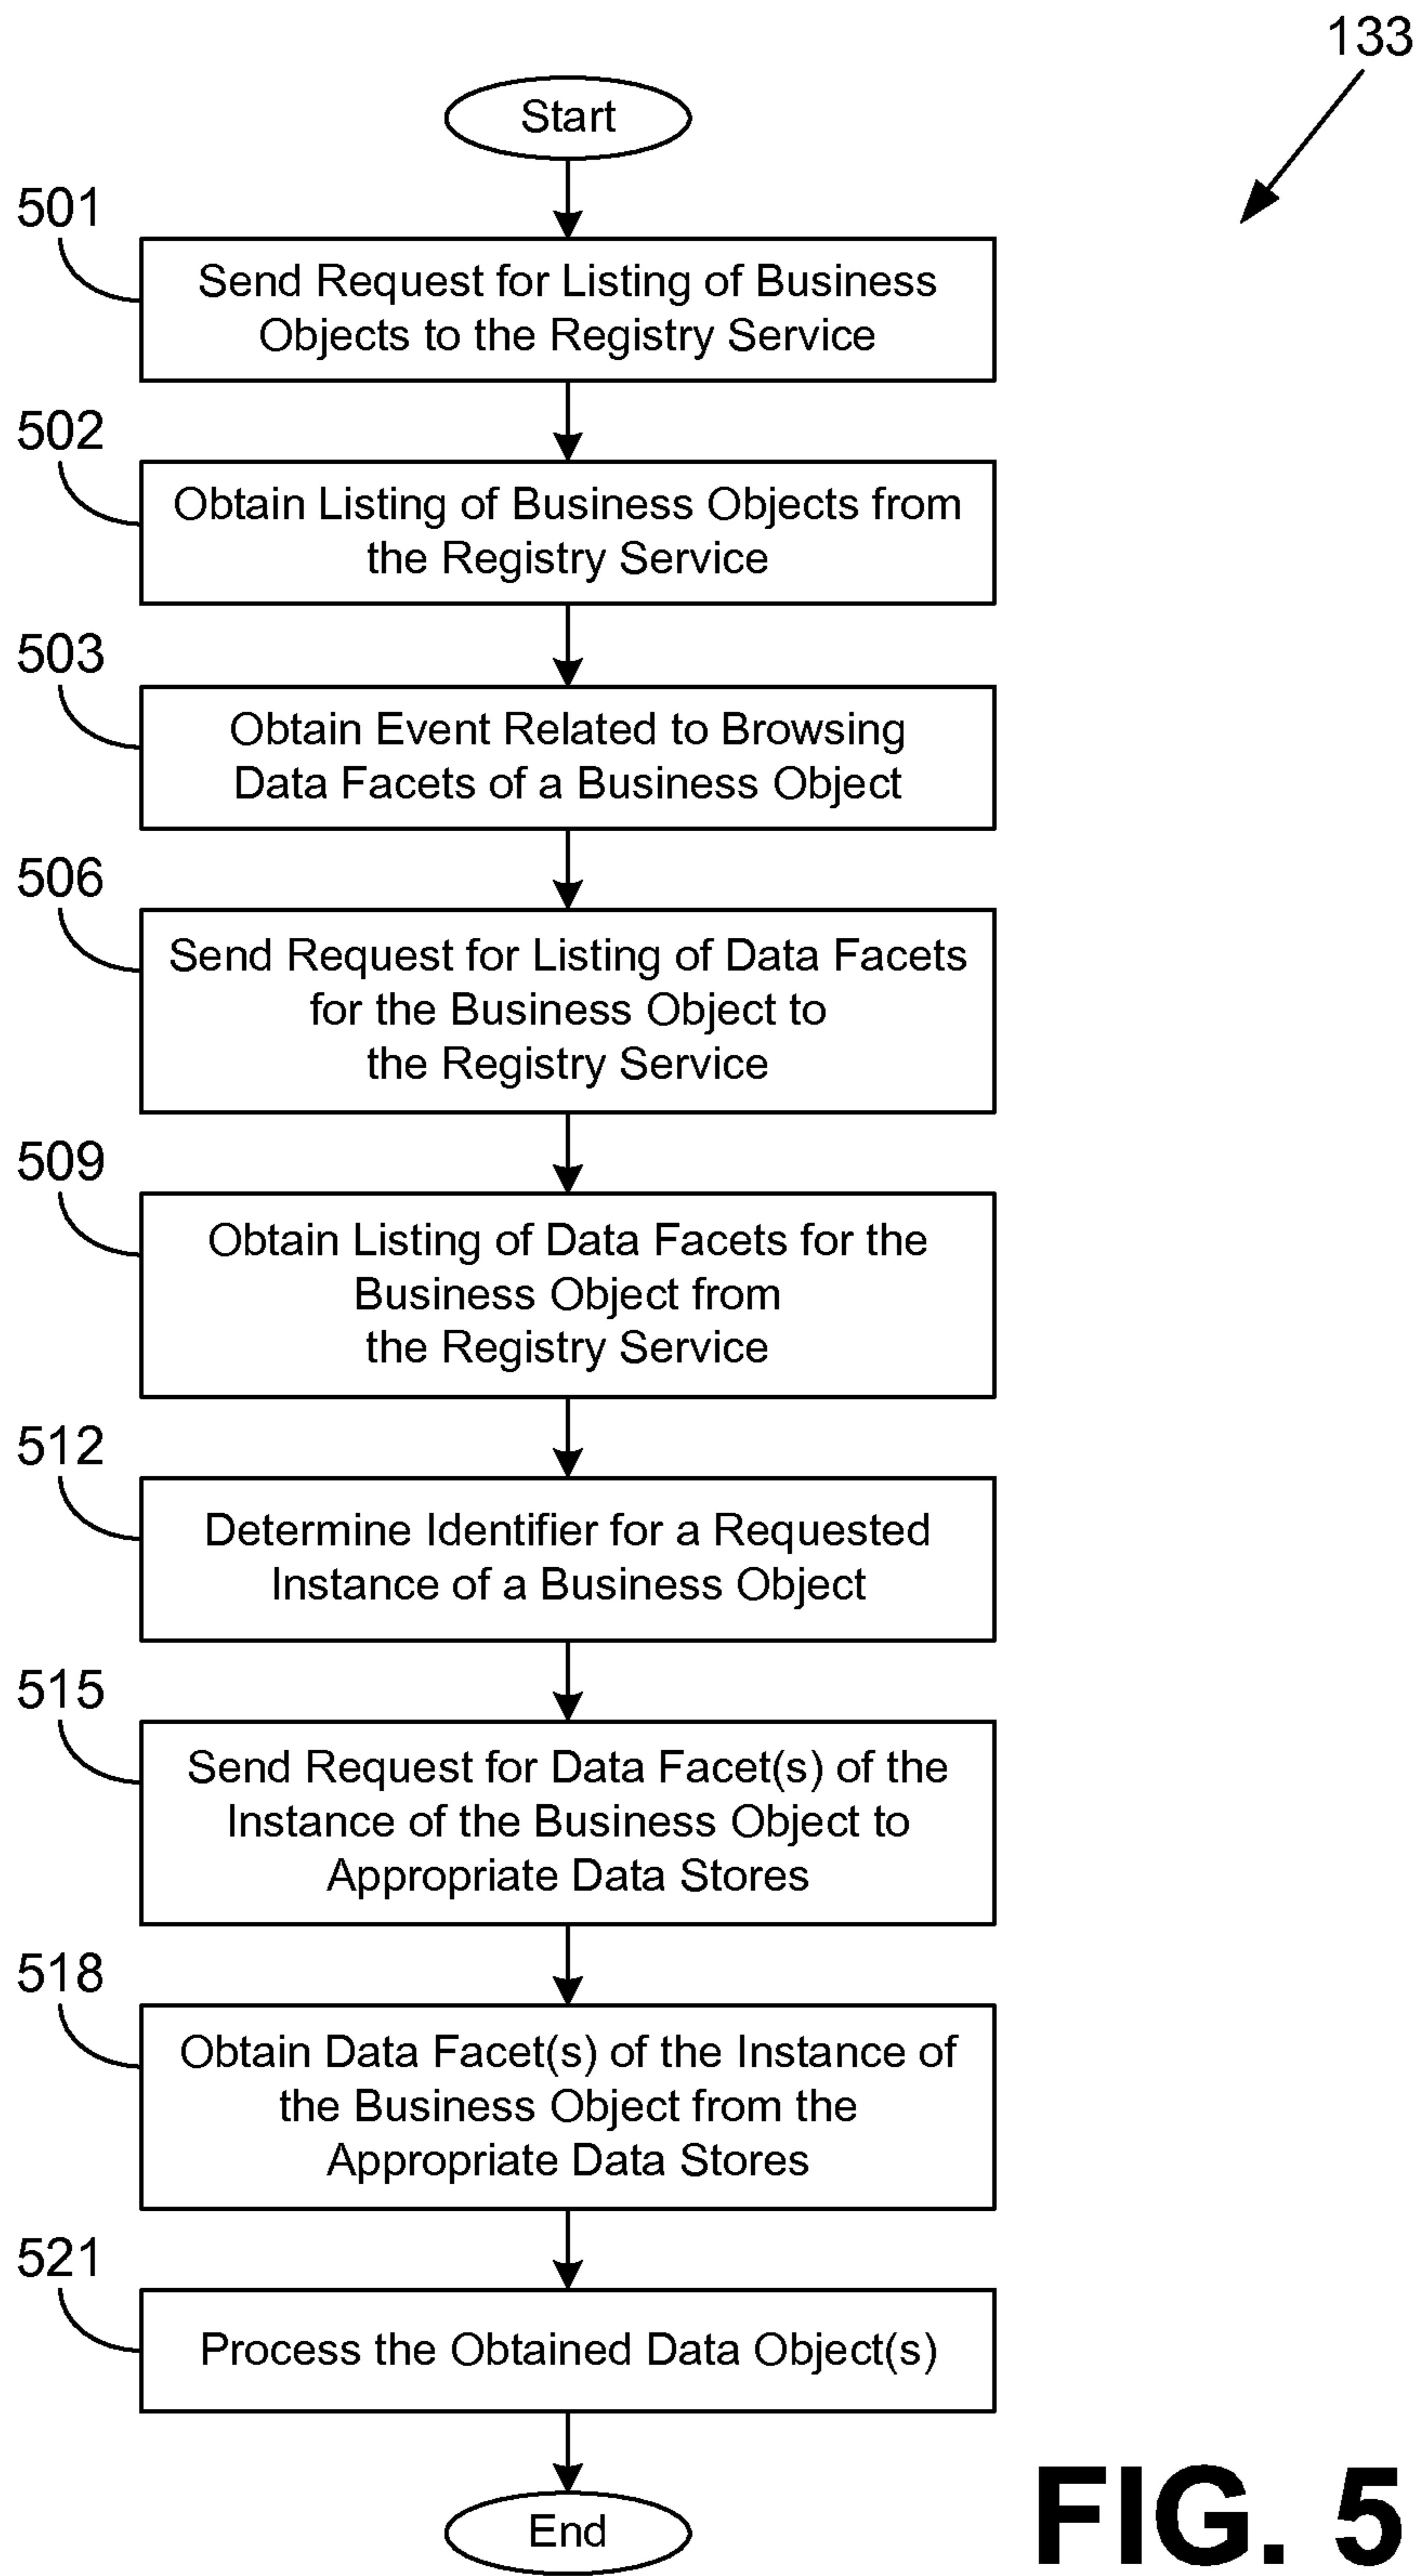 133
Start
501
Send Request for Listing of Business
Objects to the Registry Service
502
Obtain Listing of Business Objects from
the Registry Service
503
Obtain Event Related to Browsing
Data Facets of a Business Object
506
Send Request for Listing of Data Facets
for the Business Object to
the Registry Service
509
Obtain Listing of Data Facets for the
Business Object from
the Registry Service
512
Determine Identifier for a Requested
Instance of a Business Object
515
Send Request for Data Facet(s) of the
Instance of the Business Object to
Appropriate Data Stores
518
Obtain Data Facet(s) of the Instance of
the Business Object from the
Appropriate Data Stores
521
Process the Obtained Data Object(s)
End
FIG. 5